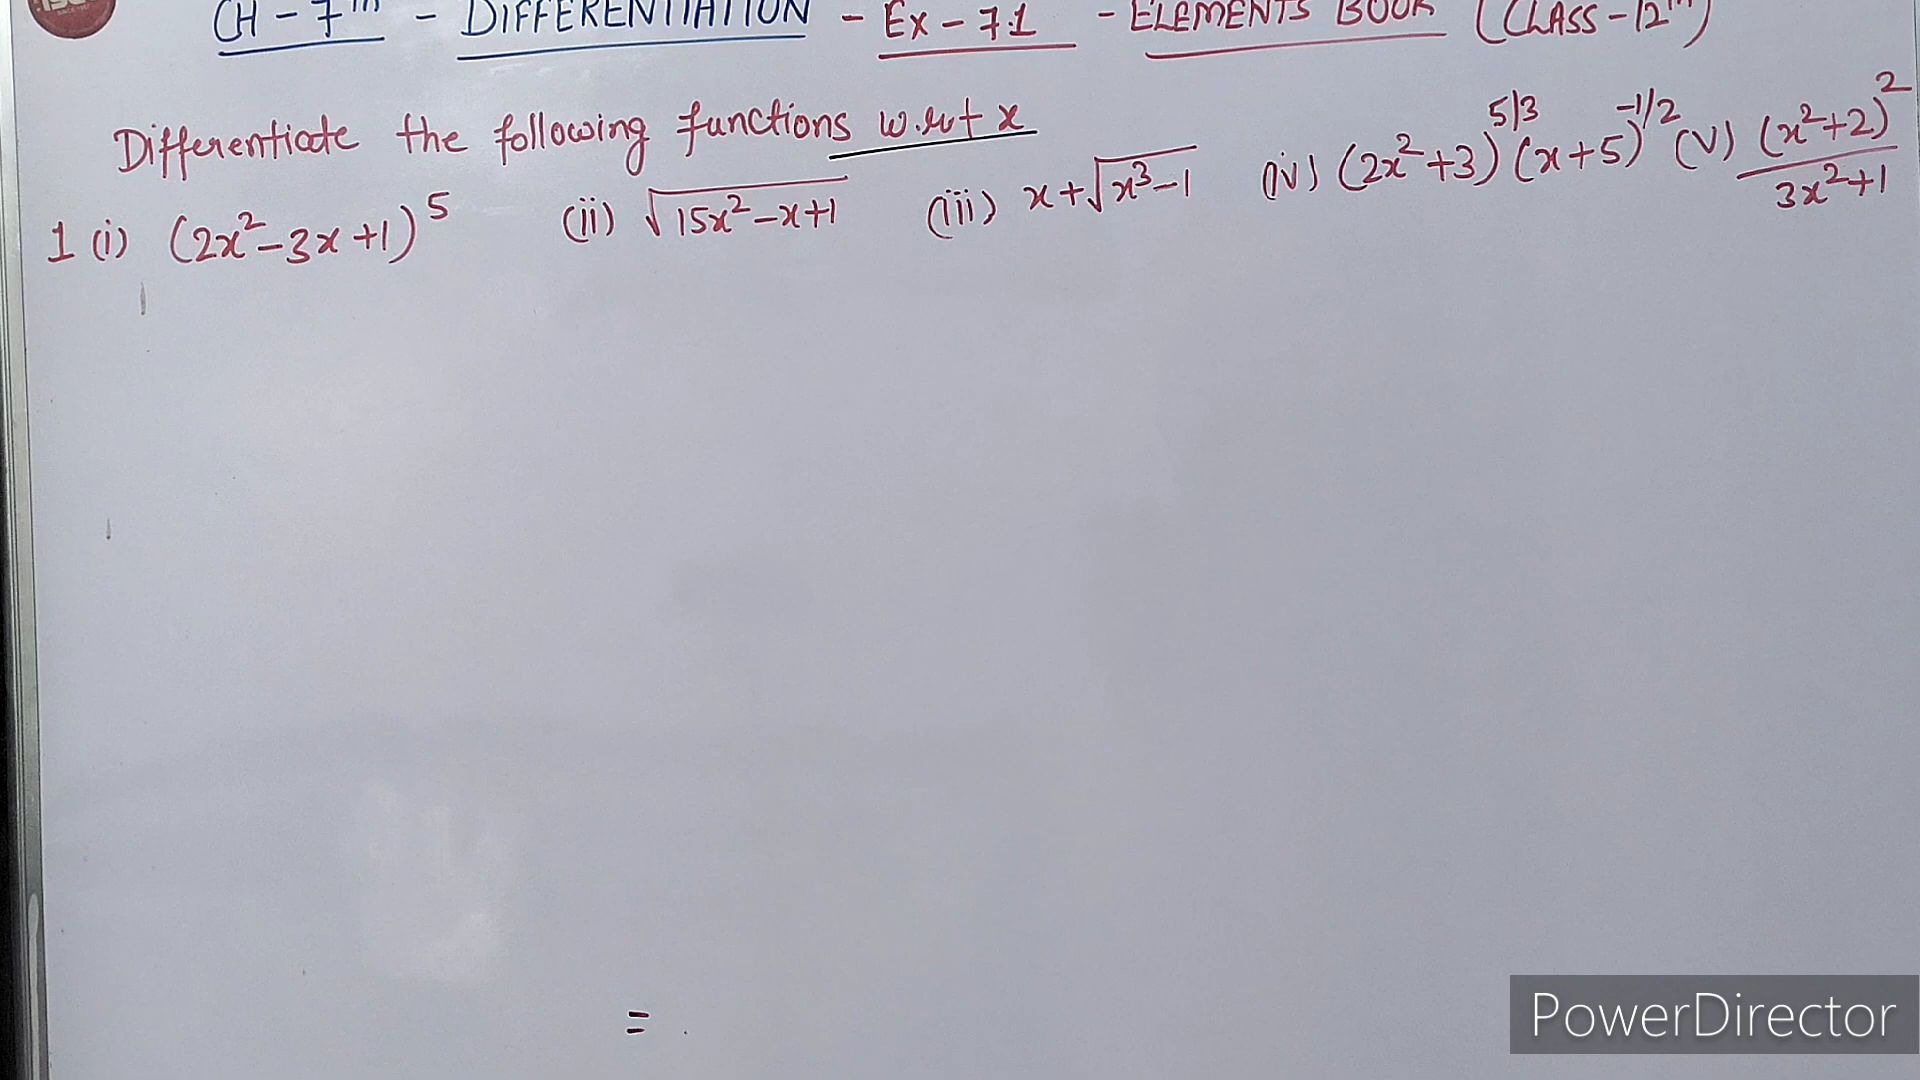 CH - 7th - DIFFERENTIATION - Ex - 7.1 - ELEMENTS BOOK (CLASS - 12th)
Differentiate the following functions w.r.t x
1 (i) (2x²-3x+1)⁵ (ii) √(15x²-x+1) (iii) x+√(x³-1) (iv) (2x²+3)^5/3 (x+5)^-1/2 (v) (x²+2)²/(3x²+1)
=
PowerDirector